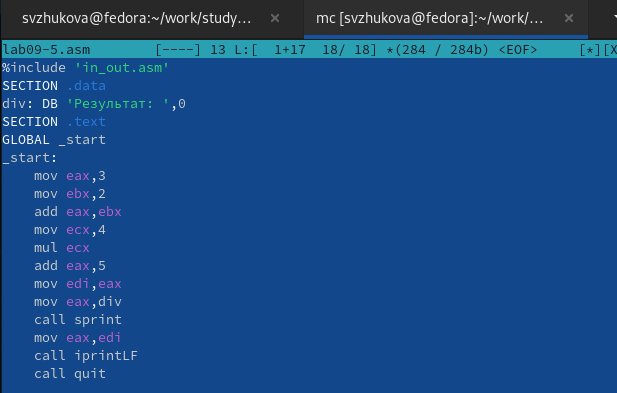 svzhukova@fedora:~/work/study... × mc [svzhukova@fedora]:~/work/... ×
lab09-5.asm [----] 13 L:[ 1+17 18/ 18] *(284 / 284b) <EOF> [*][X
%include 'in_out.asm'
SECTION .data
div: DB 'Результат: ',0
SECTION .text
GLOBAL _start
_start:
mov eax,3
mov ebx,2
add eax,ebx
mov ecx,4
mul ecx
add eax,5
mov edi,eax
mov eax,div
call sprint
mov eax,edi
call iprintLF
call quit